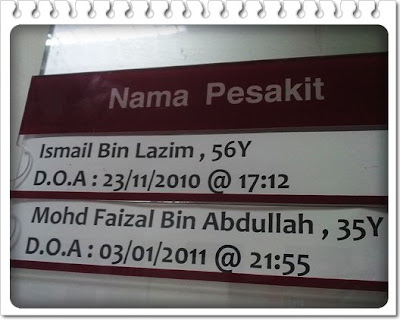 Nama Pesakit
Ismail Bin Lazim , 56Y
D.O.A : 23/11/2010 @ 17:12
Mohd Faizal Bin Abdullah , 35Y
D.O.A : 03/01/2011 @ 21:55